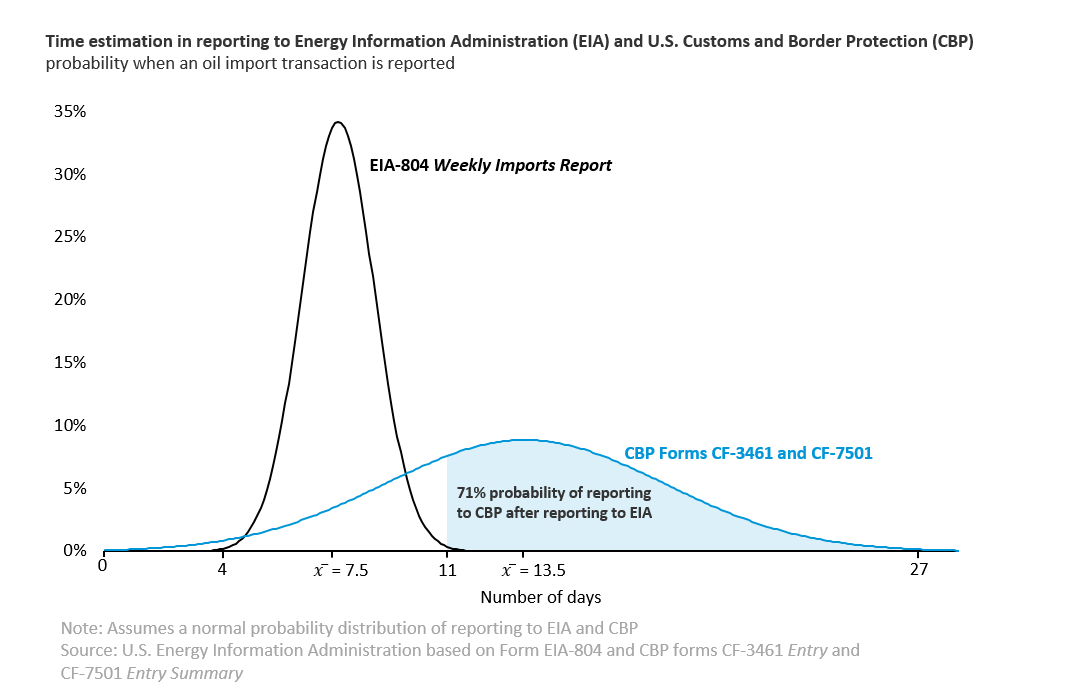 Time estimation in reporting to Energy Information Administration (EIA) and U.S. Customs and Border Protection (CBP)
probability when an oil import transaction is reported
35%
EIA-804 Weekly Imports Report
30%
25%
20%
15%
10%
CBP Forms CF-3461 and CF-7501
5%
71% probability of reporting
to CBP after reporting to EIA
0%
0
4
x̄ = 7.5
11
x̄ = 13.5
27
Number of days
Note: Assumes a normal probability distribution of reporting to EIA and CBP
Source: U.S. Energy Information Administration based on Form EIA-804 and CBP forms CF-3461 Entry and
CF-7501 Entry Summary